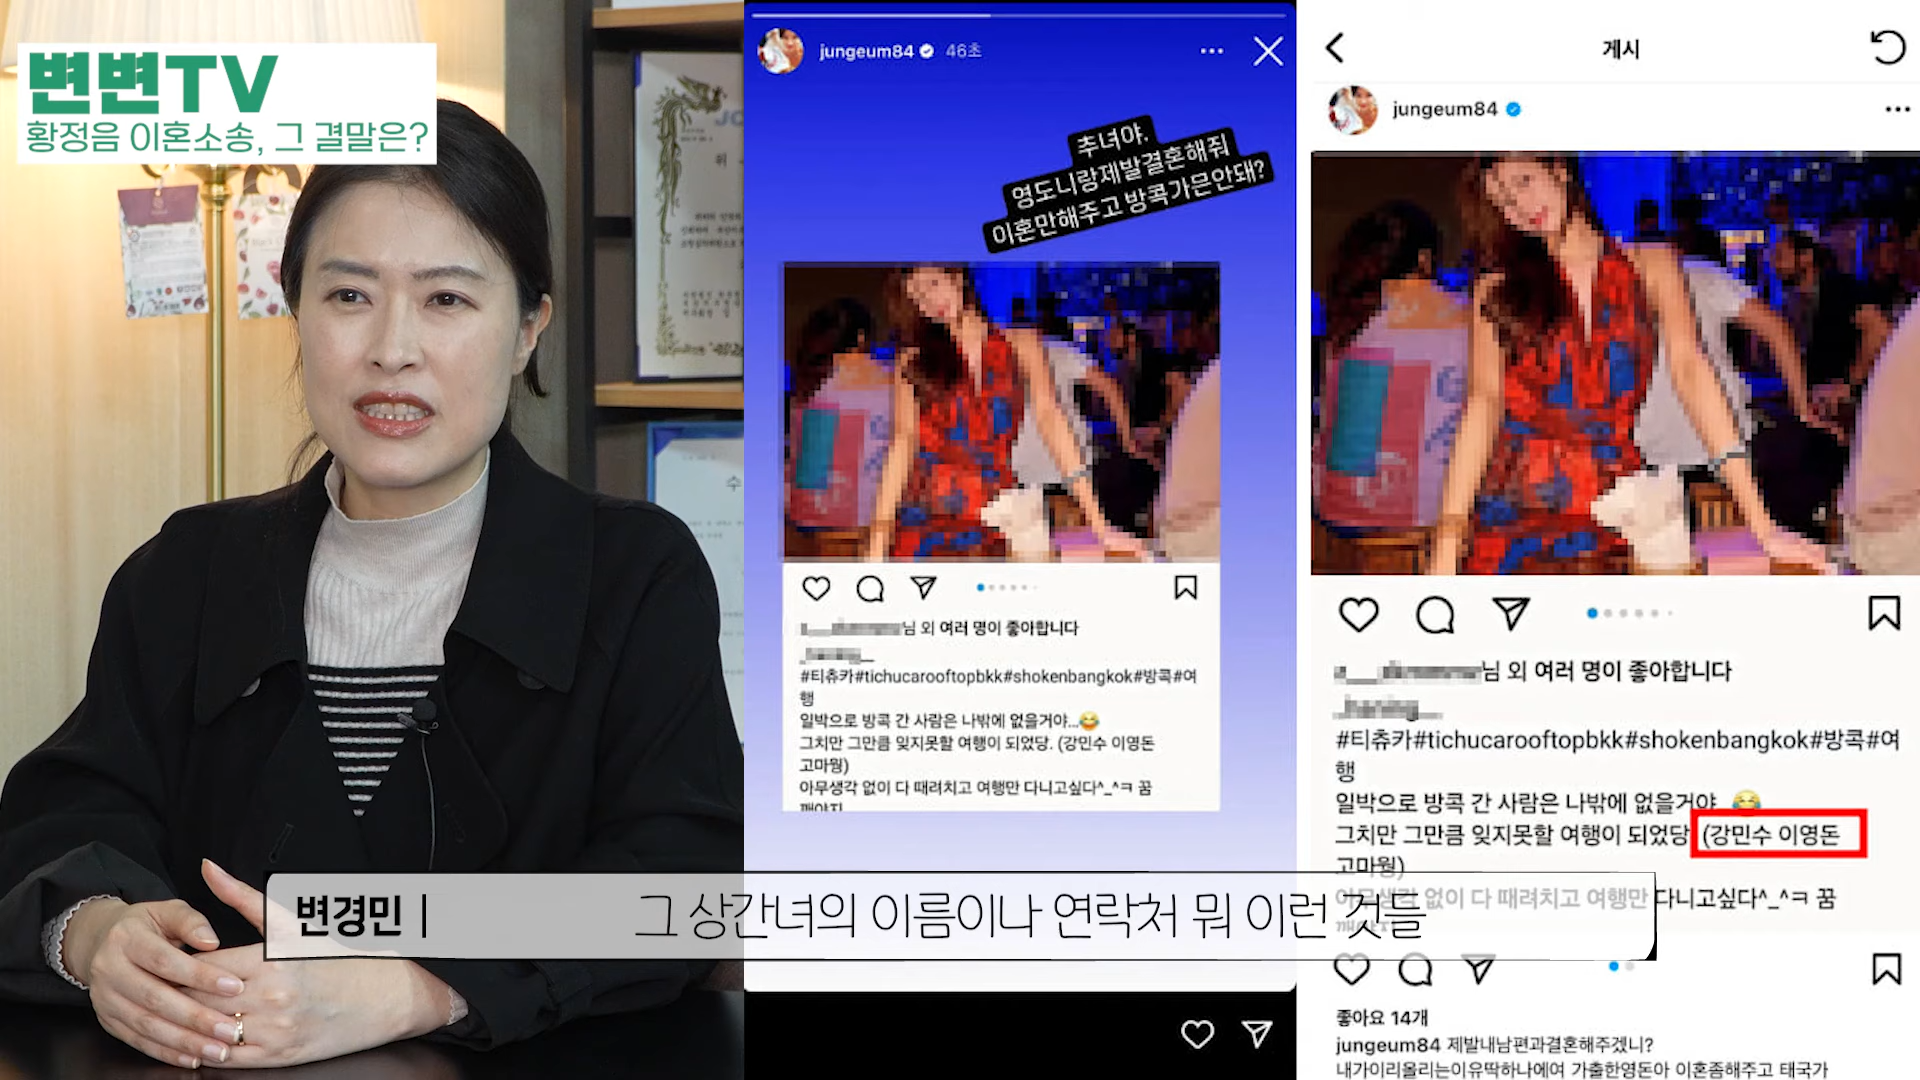 변변TV
황정음 이혼소송, 그 결말은?
jungeum84 46초
추녀야.
영도니랑제발결혼해줘
이혼만해주고 방콕가믄안돼?
님 외 여러 명이 좋아합니다
#티츄카#tichucarooftopbkk#shokenbangkok#방콕#여
행
일박으로 방콕 간 사람은 나밖에 없을거야...😂
그치만 그만큼 잊지못할 여행이 되었당. (강민수 이영돈
고마웡)
아무생각 없이 다 때려치고 여행만 다니고싶다^_^ㅋ 꿈
깨야지
게시
jungeum84
님 외 여러 명이 좋아합니다
#티츄카#tichucarooftopbkk#shokenbangkok#방콕#여
행
일박으로 방콕 간 사람은 나밖에 없을거야 😂
그치만 그만큼 잊지못할 여행이 되었당 (강민수 이영돈
고마웡)
아무생각 없이 다 때려치고 여행만 다니고싶다^_^ㅋ 꿈
좋아요 14개
jungeum84 제발내남편과결혼해주겠니?
내가이리올리는이유딱하나에여 가출한영돈아 이혼좀해주고 태국가
변경민 | 그 상간녀의 이름이나 연락처 뭐 이런 것들